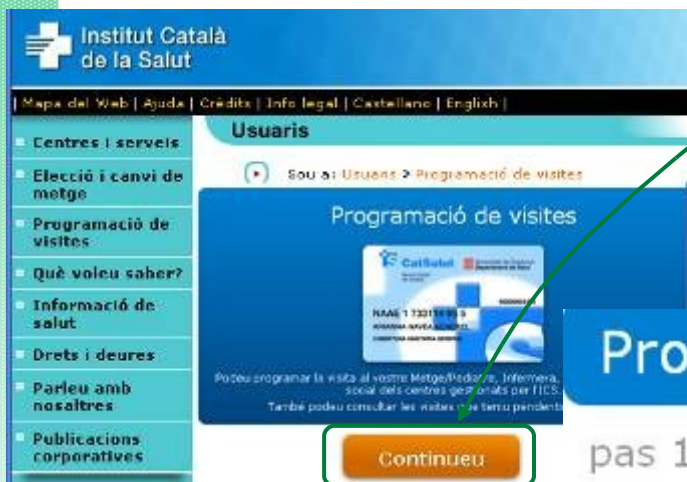 Institut Català
de la Salut
| Mapa del Web | Ajuda | Crèdits | Info legal | Castellano | English |
Usuaris
Sou a: Usuaris > Programació de visites
Centres i serveis
Elecció i canvi de
metge
Programació de
visites
Què voleu saber?
Informació de
salut
Drets i deures
Parleu amb
nosaltres
Publicacions
corporatives
Programació de visites
CatSalut
Podeu programar la visita al vostre Metge/Pediatre, Infermera,
social dels centres gestionats per l'ICS.
També podeu consultar les visites que teniu pendents
Continueu
Pro
pas 1